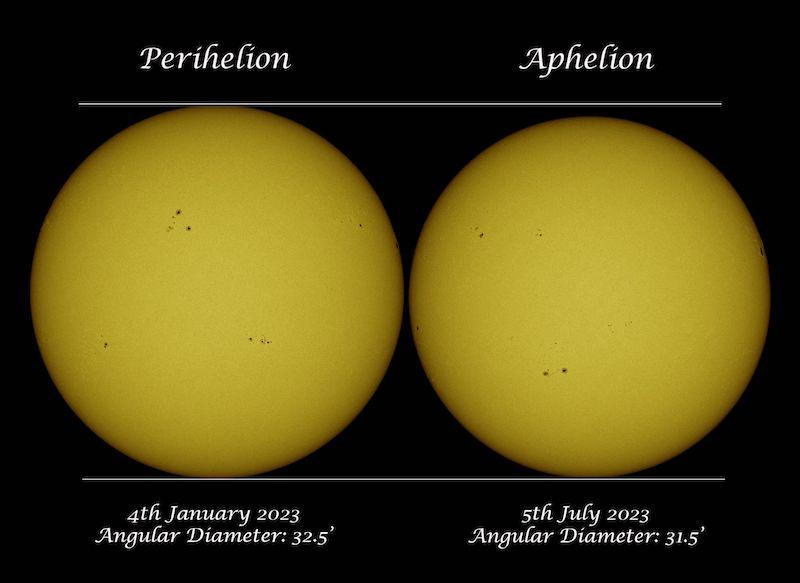 Perihelion
Aphelion
4th January 2023
Angular Diameter: 32.5’
5th July 2023
Angular Diameter: 31.5’